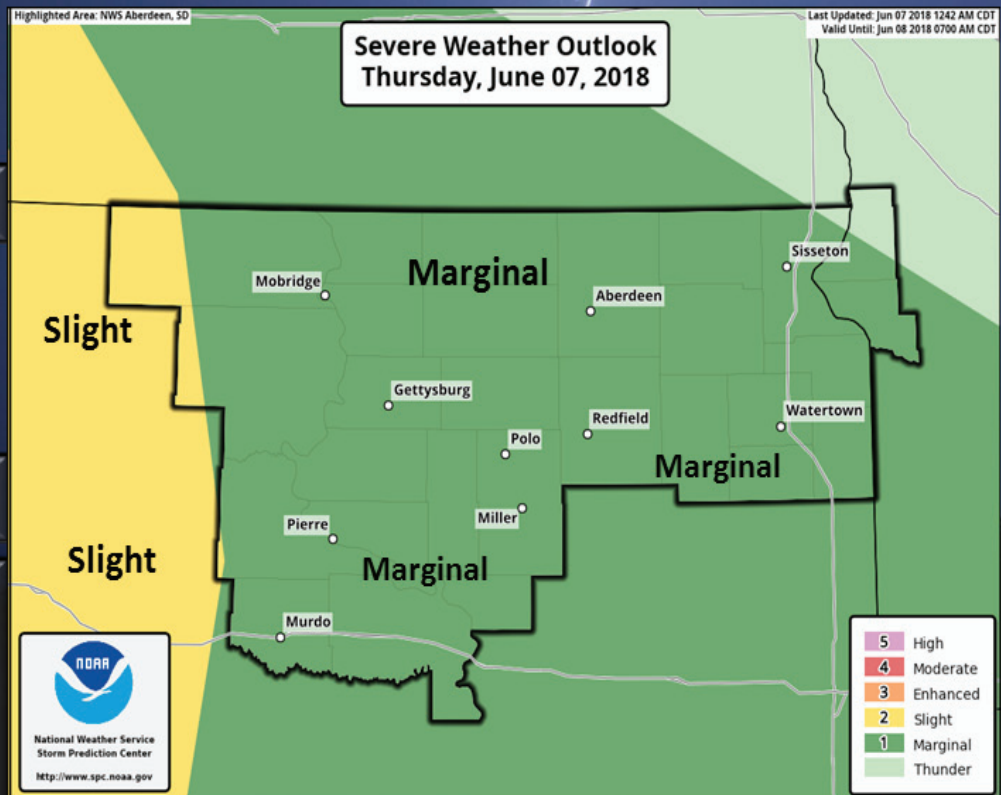 Highlighted Area: NWS Aberdeen, SD
Last Updated: Jun 07 2018 1242 AM CDT
Valid Until: Jun 08 2018 0700 AM CDT
Severe Weather Outlook
Thursday, June 07, 2018
Sisseton
Marginal
Mobridge
Aberdeen
Slight
Gettysburg
Watertown
Redfield
Polo
Marginal
Miller
Pierre
Slight
Marginal
Murdo
NOAA
National Weather Service
Storm Prediction Center
http://www.spc.noaa.gov
5 High
4 Moderate
3 Enhanced
2 Slight
1 Marginal
Thunder